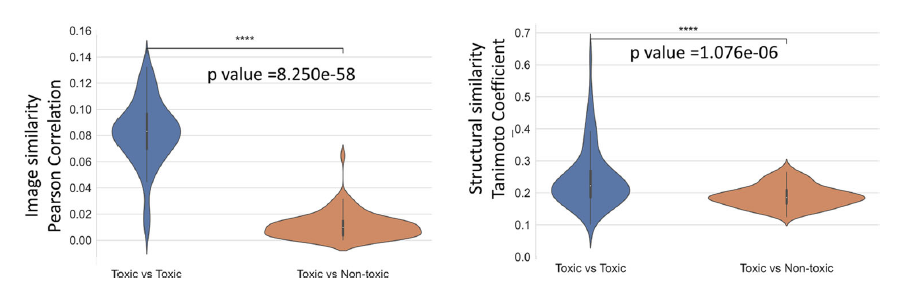 Image similarity
Pearson Correlation
0.16
0.14
0.12
0.10
0.08
0.06
0.04
0.02
0.00
****
p value =8.250e-58
Toxic vs Toxic
Toxic vs Non-toxic
Structural similarity
Tanimoto Coefficient
0.7
0.6
0.5
0.4
0.3
0.2
0.1
0.0
****
p value =1.076e-06
Toxic vs Toxic
Toxic vs Non-toxic